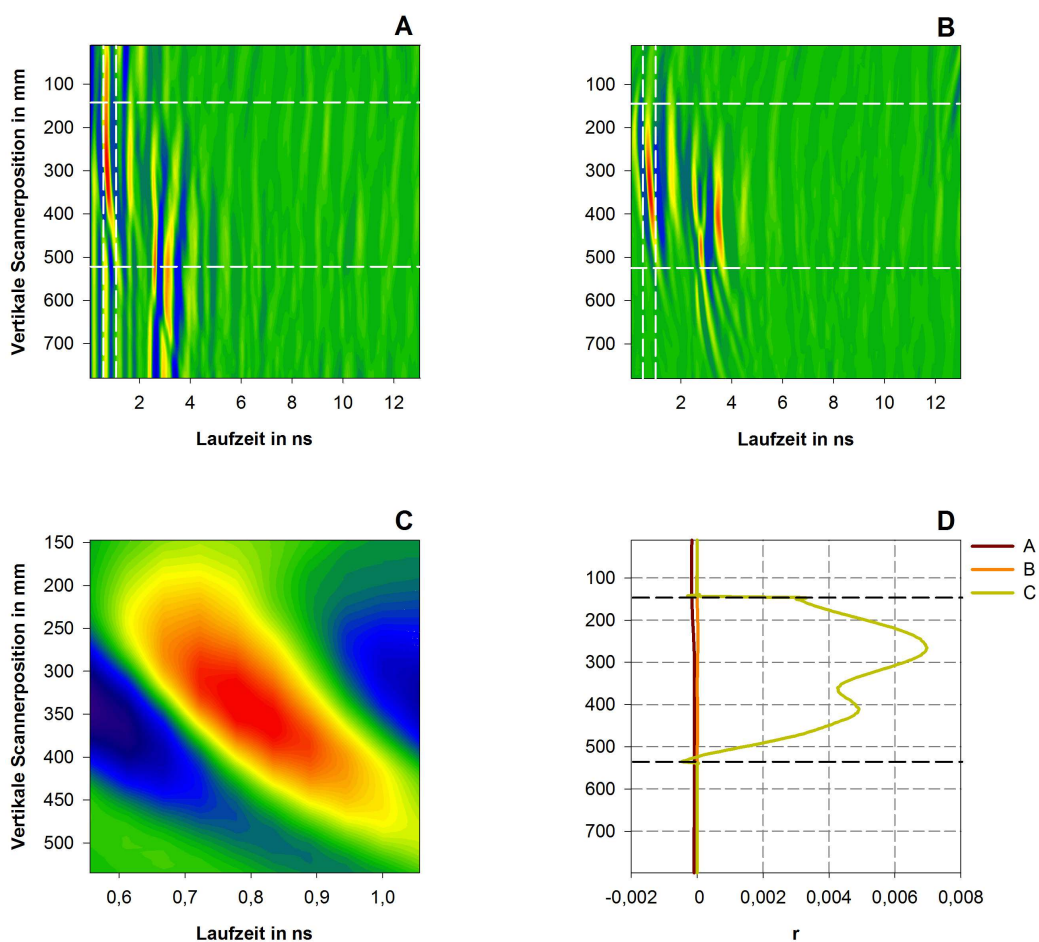 A
Vertikale Scannerposition in mm
100
200
300
400
500
600
700
2 4 6 8 10 12
Laufzeit in ns
B
100
200
300
400
500
600
700
2 4 6 8 10 12
Laufzeit in ns
C
Vertikale Scannerposition in mm
150
200
250
300
350
400
450
500
0,6 0,7 0,8 0,9 1,0
Laufzeit in ns
D
A
B
C
100
200
300
400
500
600
700
-0,002 0 0,002 0,004 0,006 0,008
r